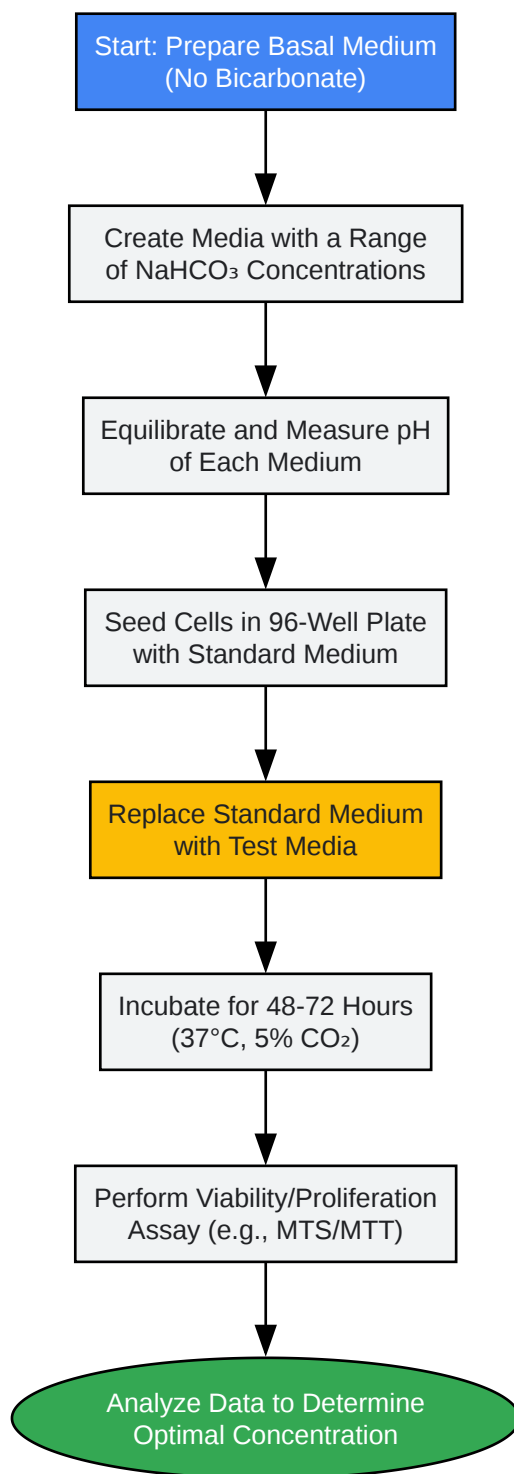 Start: Prepare Basal Medium
(No Bicarbonate)
Create Media with a Range
of NaHCO₃ Concentrations
Equilibrate and Measure pH
of Each Medium
Seed Cells in 96-Well Plate
with Standard Medium
Replace Standard Medium
with Test Media
Incubate for 48-72 Hours
(37°C, 5% CO₂)
Perform Viability/Proliferation
Assay (e.g., MTS/MTT)
Analyze Data to Determine
Optimal Concentration